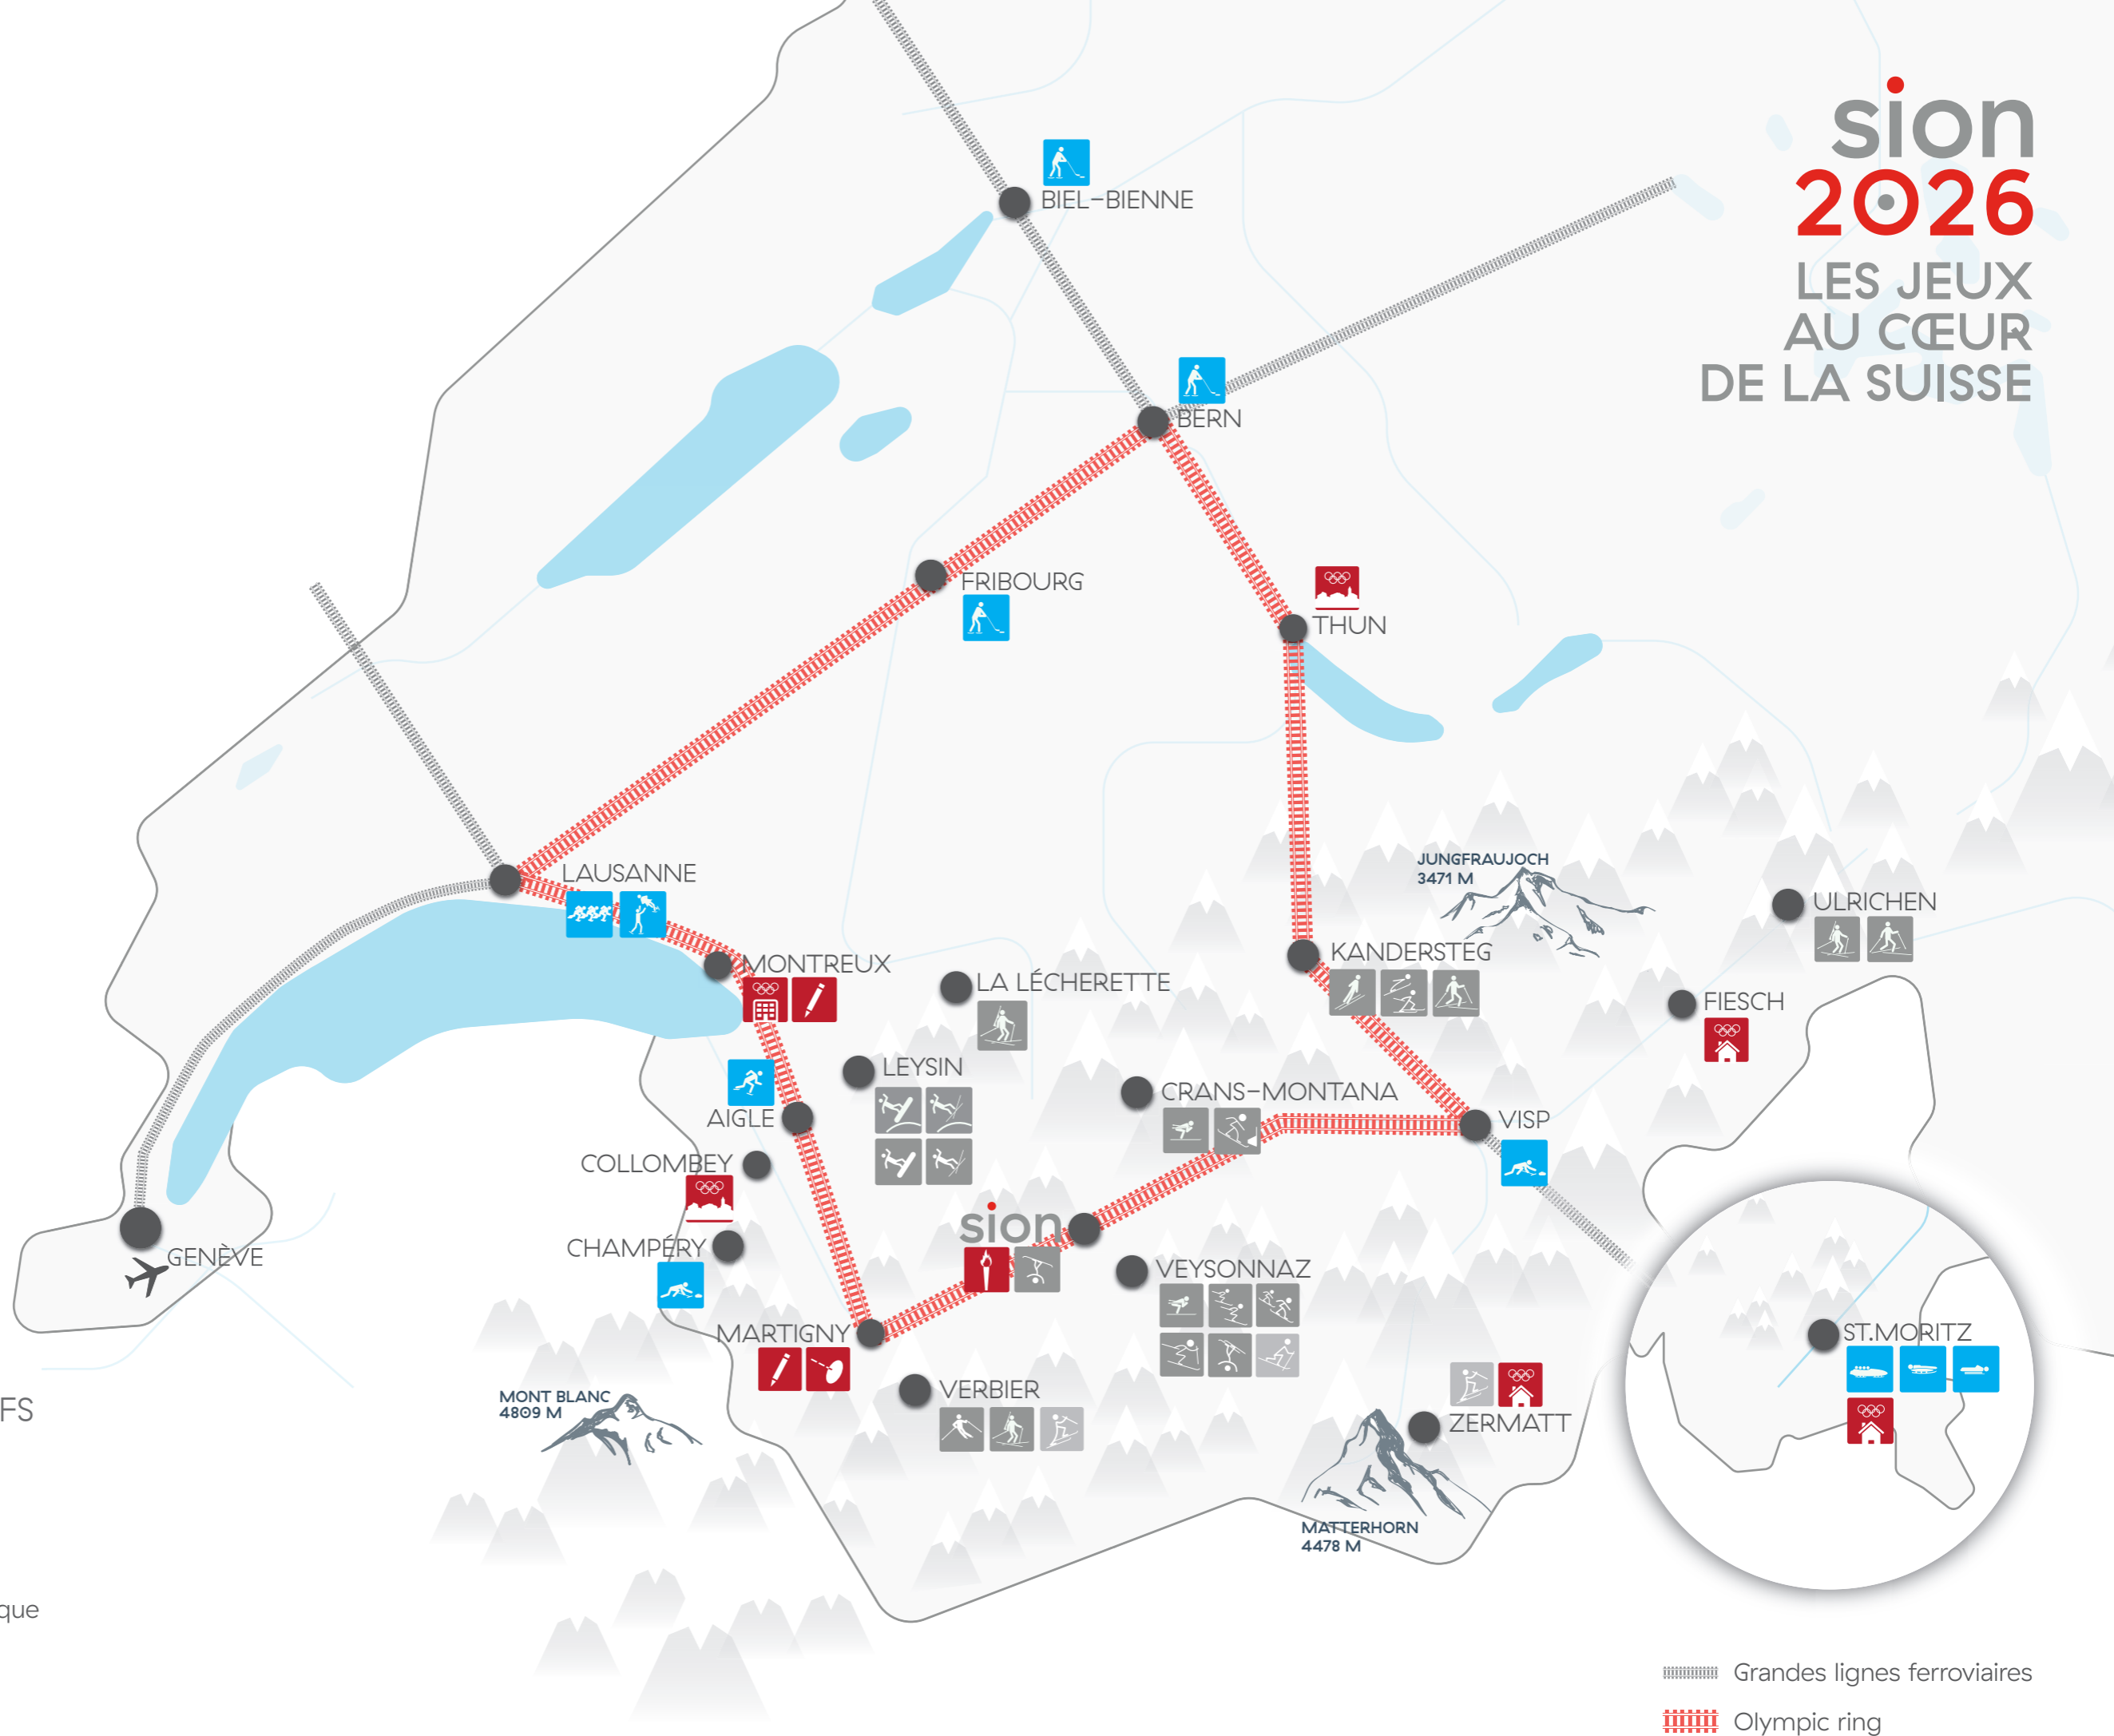 sion
2026
LES JEUX
AU CŒUR
DE LA SUISSE
BIEL-BIENNE
BERN
FRIBOURG
THUN
LAUSANNE
MONTREUX
LA LÉCHERETTE
KANDERSTEG
JUNGFRAUJOCH
3471 M
ULRICHEN
FIESCH
LEYSIN
CRANS-MONTANA
VISP
AIGLE
COLLOMBEY
sion
CHAMPÉRY
GENÈVE
VEYSONNAZ
MARTIGNY
ST.MORITZ
VERBIER
MONT BLANC
4809 M
ZERMATT
FS
MATTERHORN
4478 M
que
Grandes lignes ferroviaires
Olympic ring